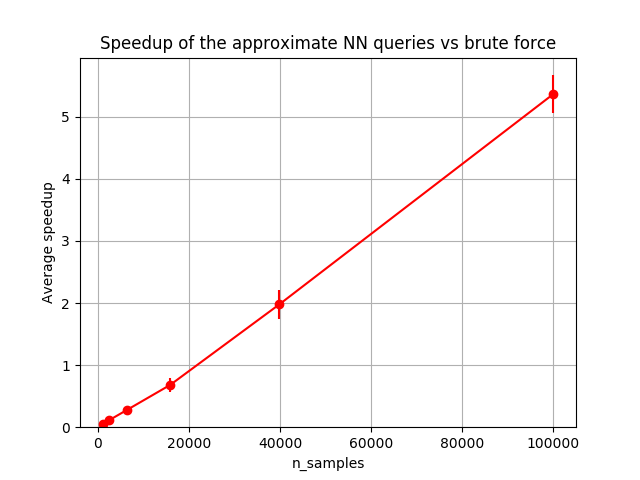 Speedup of the approximate NN queries vs brute force
Average speedup
5
4
3
2
1
0
0 20000 40000 60000 80000 100000
n_samples